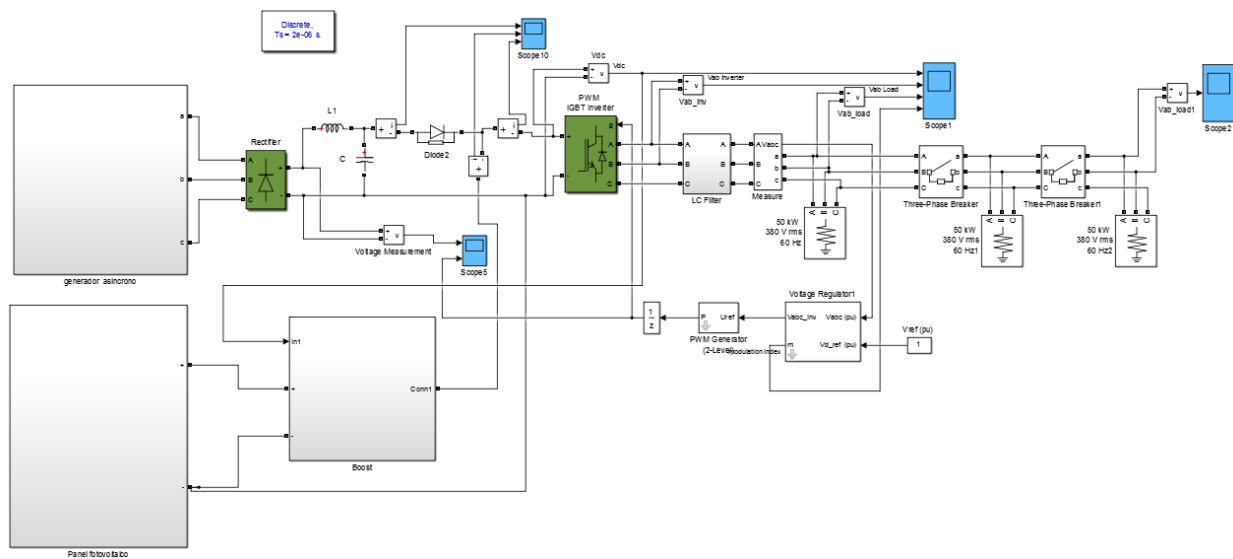 Discrete,
Ts = 2e-06 s.
Scope10
Vdc
Vdc
Vab Inverter
Vab_Inv
Vab Load
Vab_load
Scope1
Vab_load1
Scope2
a
b
c
generador asincrono
Rectifier
A
B
C
+
-
L1
C
Diode2
PWM
IGBT Inverter
g
A
B
C
+
-
A
B
C
A
B
C
LC Filter
A
B
C
Vabc
a
b
c
Measure
A
B
C
a
b
c
Three-Phase Breaker
A
B
C
a
b
c
Three-Phase Breaker1
Voltage Measurement
Scope5
A B C
50 kW
380 V rms
60 Hz
A B C
50 kW
380 V rms
60 Hz1
A B C
50 kW
380 V rms
60 Hz2
1
z
P
Uref
PWM Generator
(2-Level)
modulation index
Voltage Regulator1
Vabc_Inv
Vabc (pu)
m
Vd_ref (pu)
Vref (pu)
1
In1
+
-
Conn1
Boost
+
-
Panel fotovoltaico